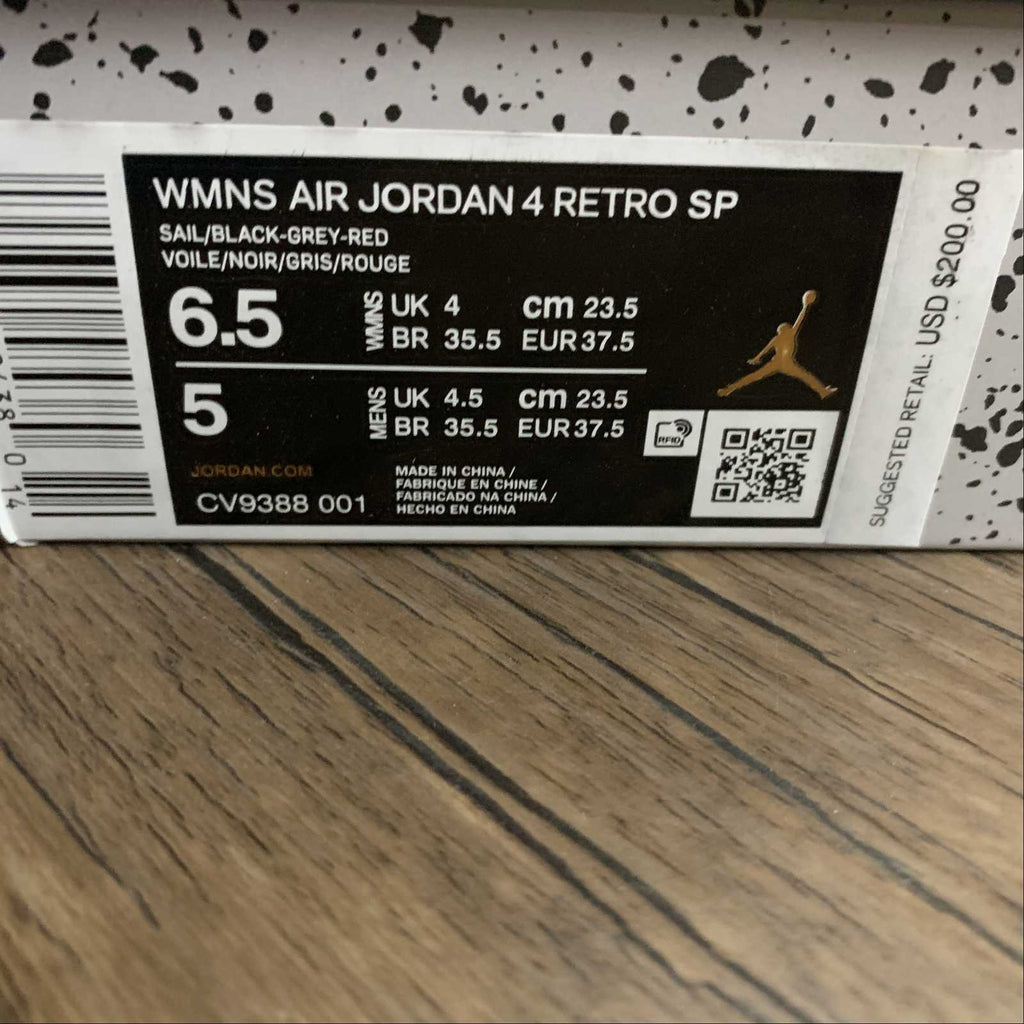 WMNS AIR JORDAN 4 RETRO SP
SAIL/BLACK-GREY-RED
VOILE/NOIR/GRIS/ROUGE
6.5
WMNS
UK 4 cm 23.5
BR 35.5 EUR 37.5
5
MENS
UK 4.5 cm 23.5
BR 35.5 EUR 37.5
RFID
JORDAN.COM
CV9388 001
MADE IN CHINA /
FABRIQUE EN CHINE /
FABRICADO NA CHINA /
HECHO EN CHINA
SUGGESTED RETAIL: USD $200.00
0 14